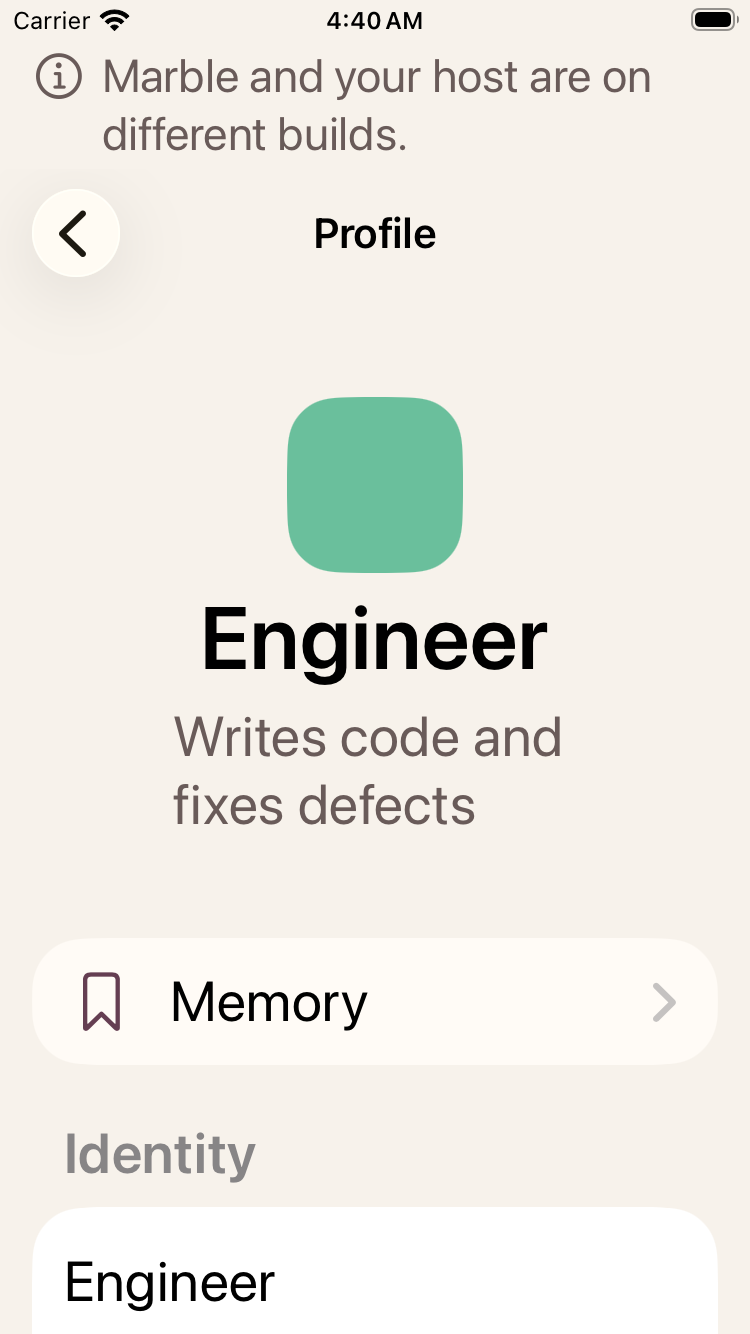 Carrier
4:40 AM
Marble and your host are on
different builds.
Profile
Engineer
Writes code and
fixes defects
Memory
Identity
Engineer